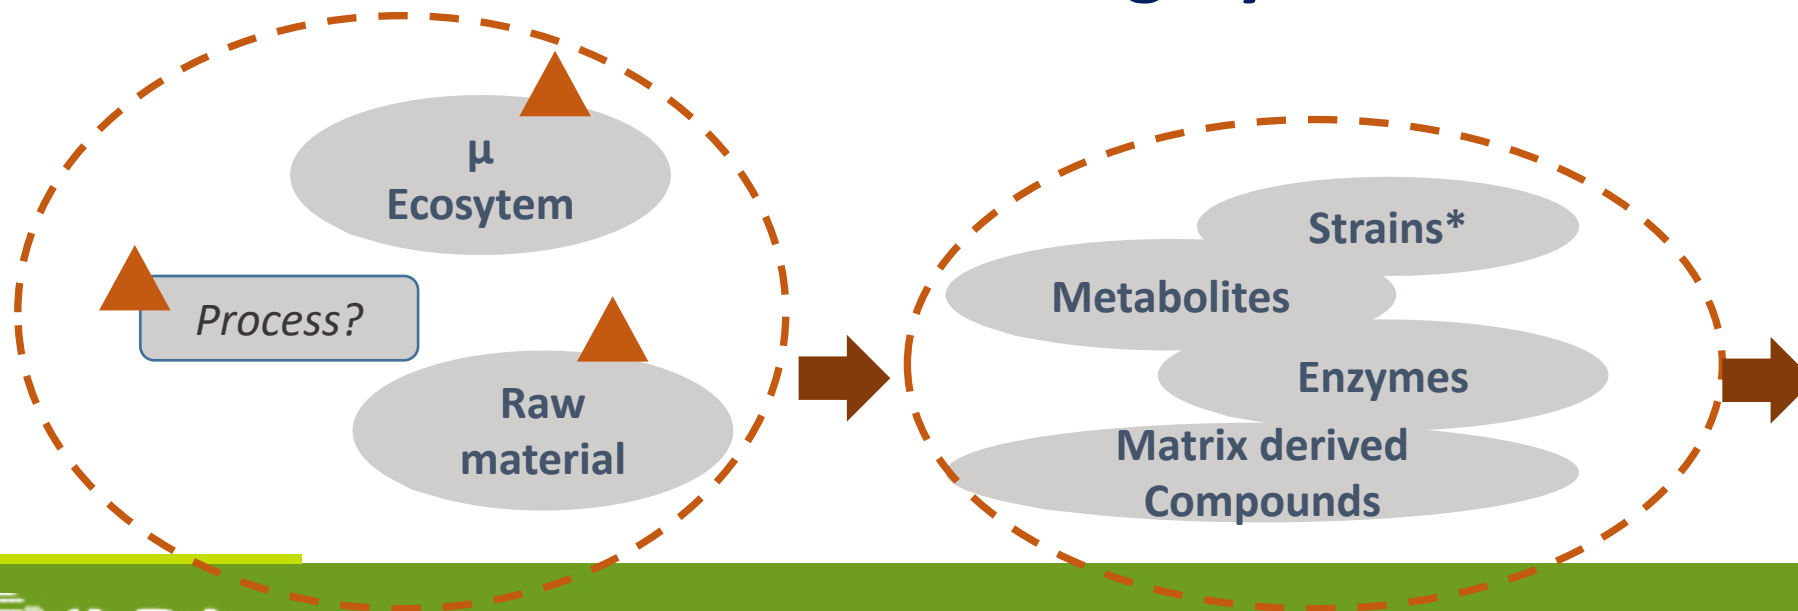 μ
Ecosytem
Process?
Raw
material
Strains*
Metabolites
Enzymes
Matrix derived
Compounds